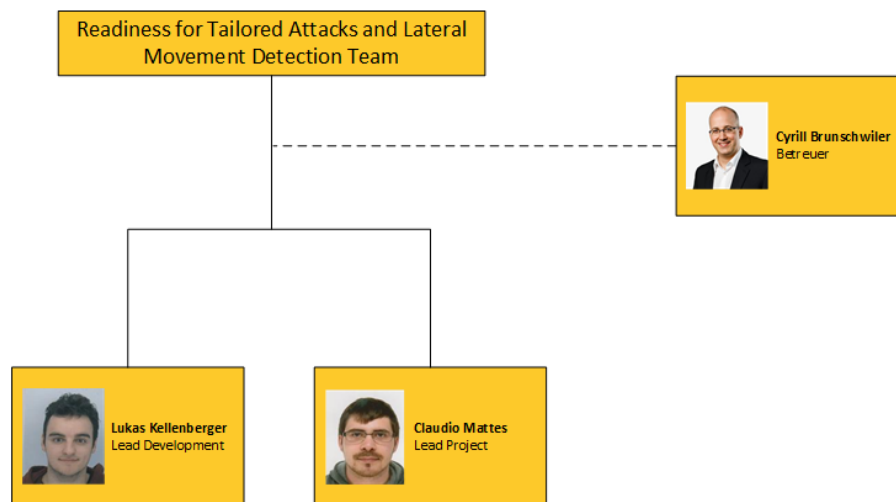 Readiness for Tailored Attacks and Lateral
Movement Detection Team
Cyrill Brunschwiler
Betreuer
Lukas Kellenberger
Lead Development
Claudio Mattes
Lead Project